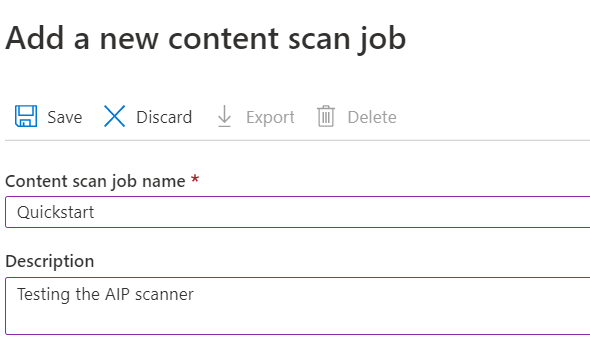 Add a new content scan job
Save Discard Export Delete
Content scan job name *
Quickstart
Description
Testing the AIP scanner